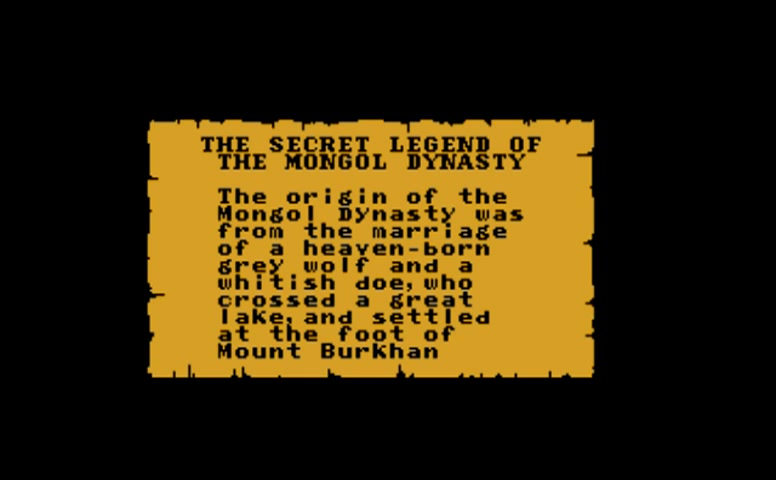 THE SECRET LEGEND OF
THE MONGOL DYNASTY
The origin of the
Mongol Dynasty was
from the marriage
of a heaven-born
grey wolf and a
whitish doe,who
crossed a great
lake,and settled
at the foot of
Mount Burkhan